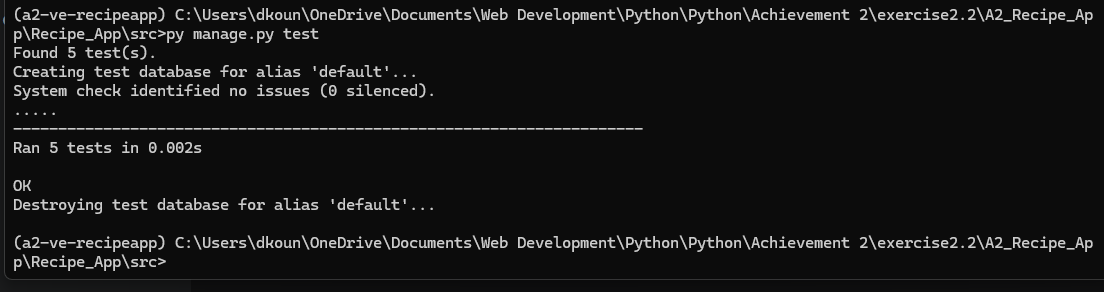 (a2-ve-recipeapp) C:\Users\dkoun\OneDrive\Documents\Web Development\Python\Python\Achievement 2\exercise2.2\A2_Recipe_Ap
p\Recipe_App\src>py manage.py test
Found 5 test(s).
Creating test database for alias 'default'...
System check identified no issues (0 silenced).
.....
----------------------------------------------------------------------
Ran 5 tests in 0.002s
OK
Destroying test database for alias 'default'...
(a2-ve-recipeapp) C:\Users\dkoun\OneDrive\Documents\Web Development\Python\Python\Achievement 2\exercise2.2\A2_Recipe_Ap
p\Recipe_App\src>